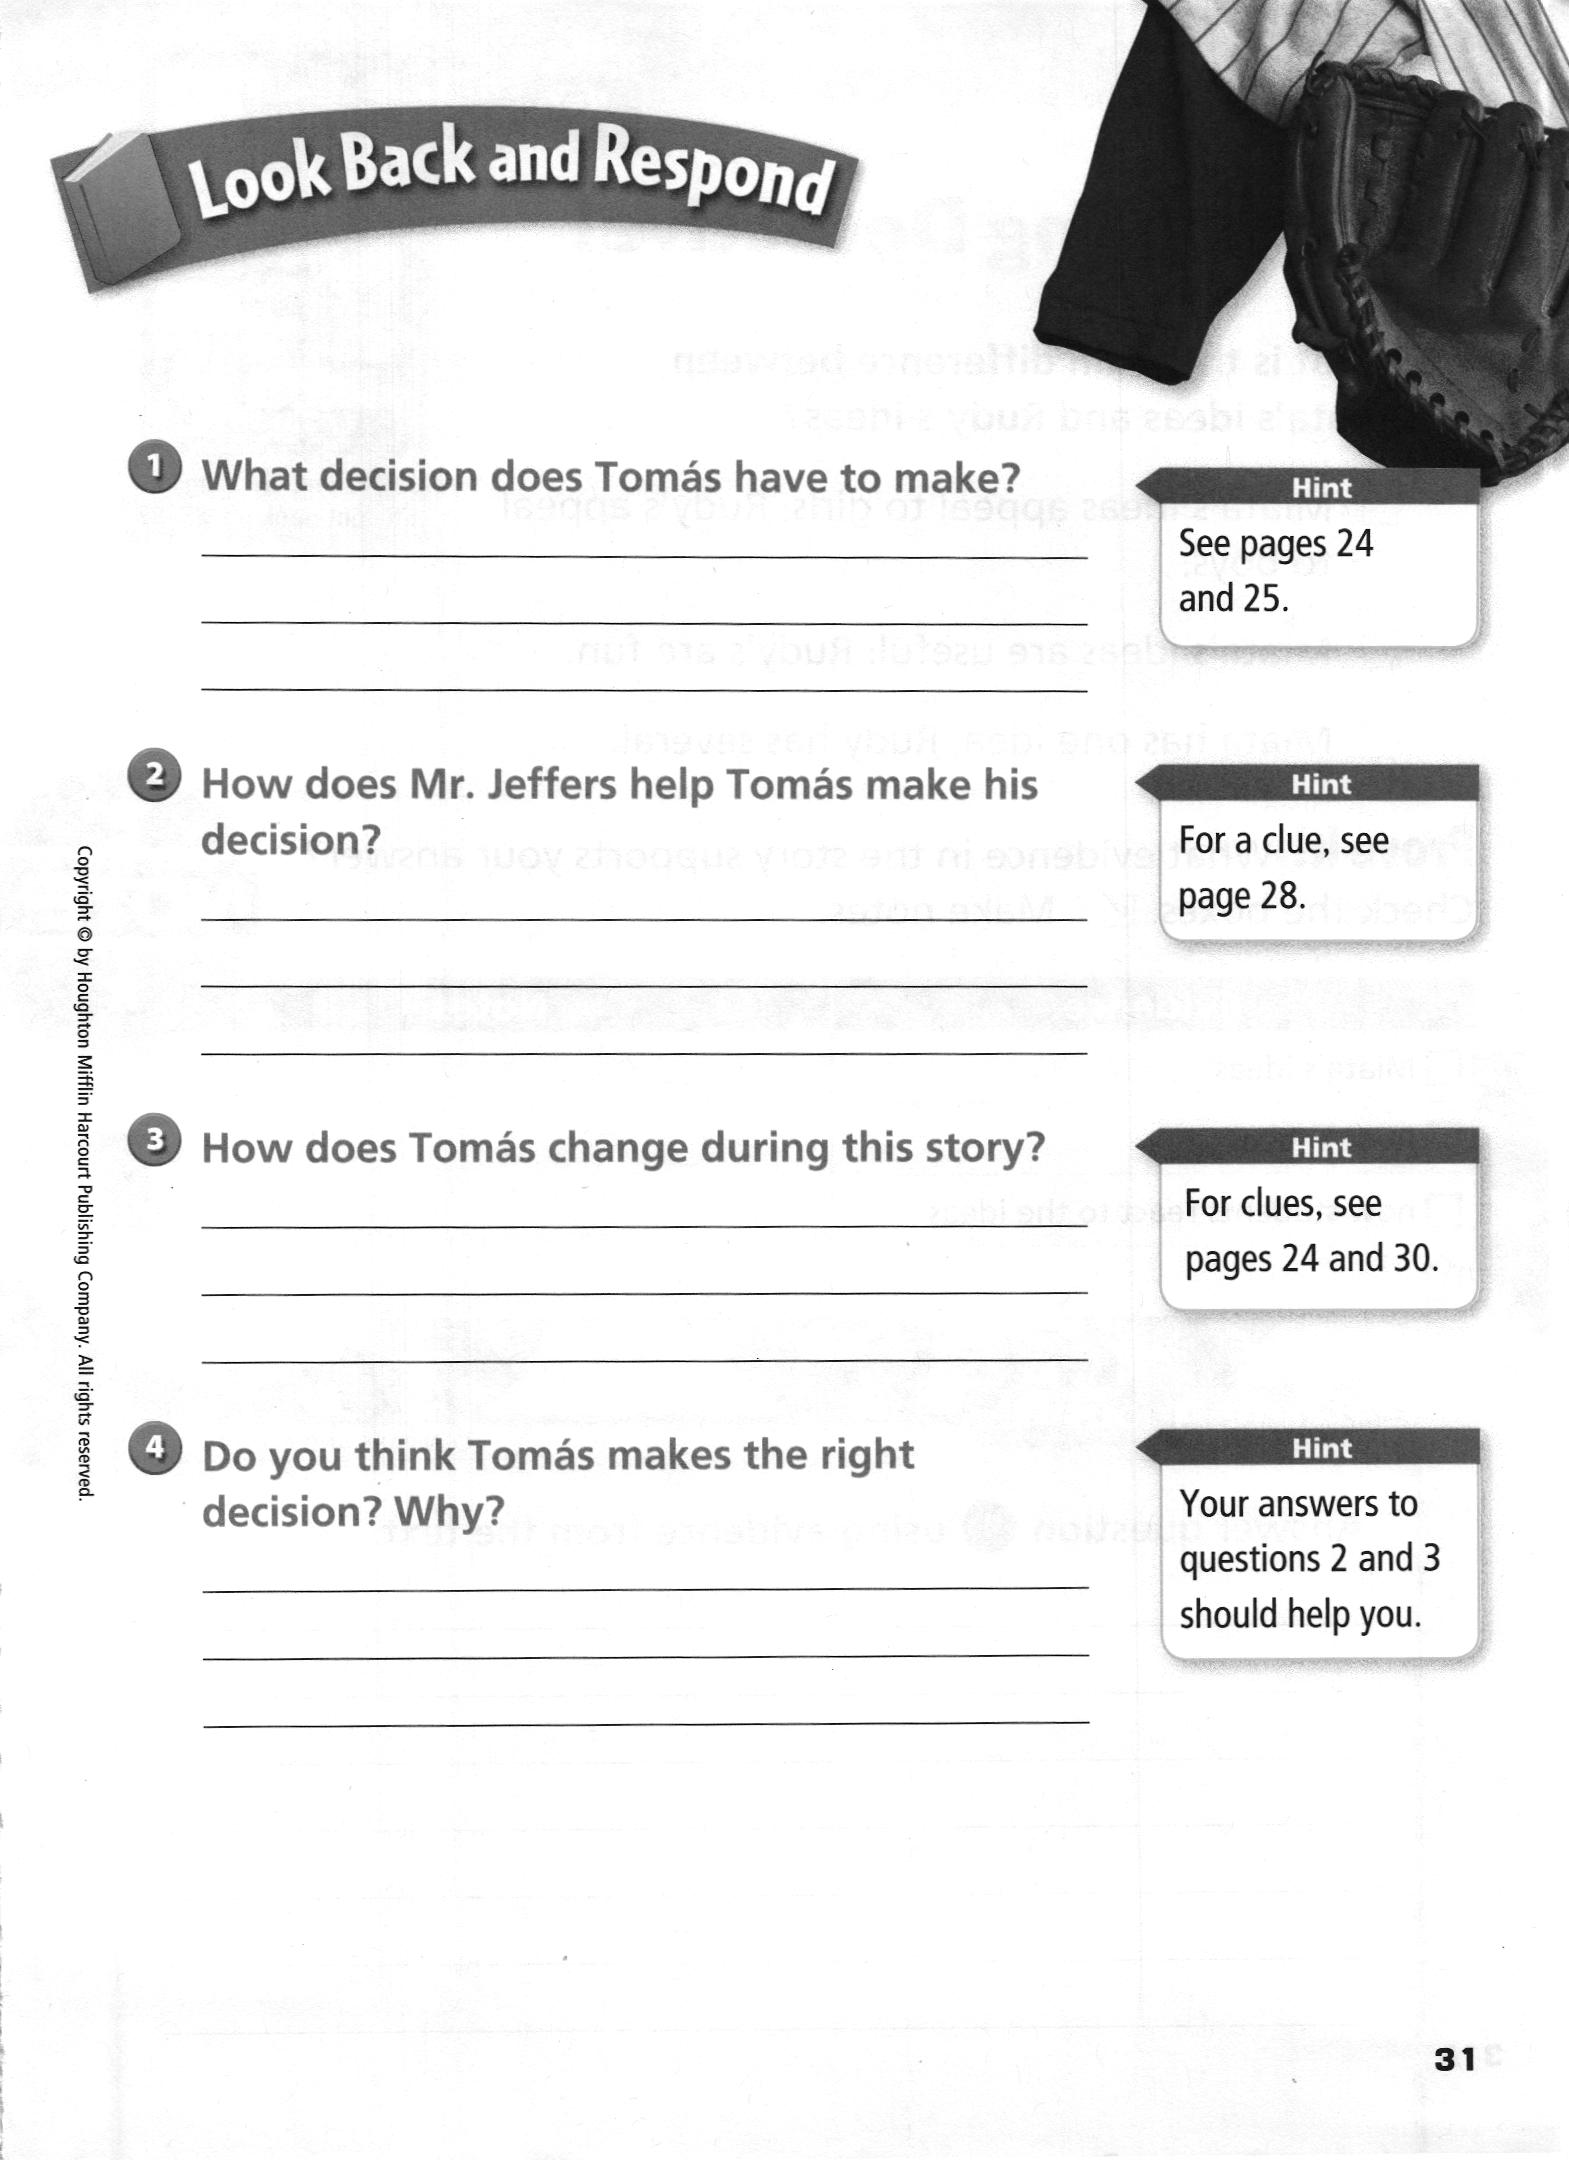 Look Back and Respond
1 What decision does Tomás have to make?
Hint
See pages 24
and 25.
2 How does Mr. Jeffers help Tomás make his
decision?
Hint
For a clue, see
page 28.
3 How does Tomás change during this story?
Hint
For clues, see
pages 24 and 30.
4 Do you think Tomás makes the right
decision? Why?
Hint
Your answers to
questions 2 and 3
should help you.
Copyright © by Houghton Mifflin Harcourt Publishing Company. All rights reserved.
31